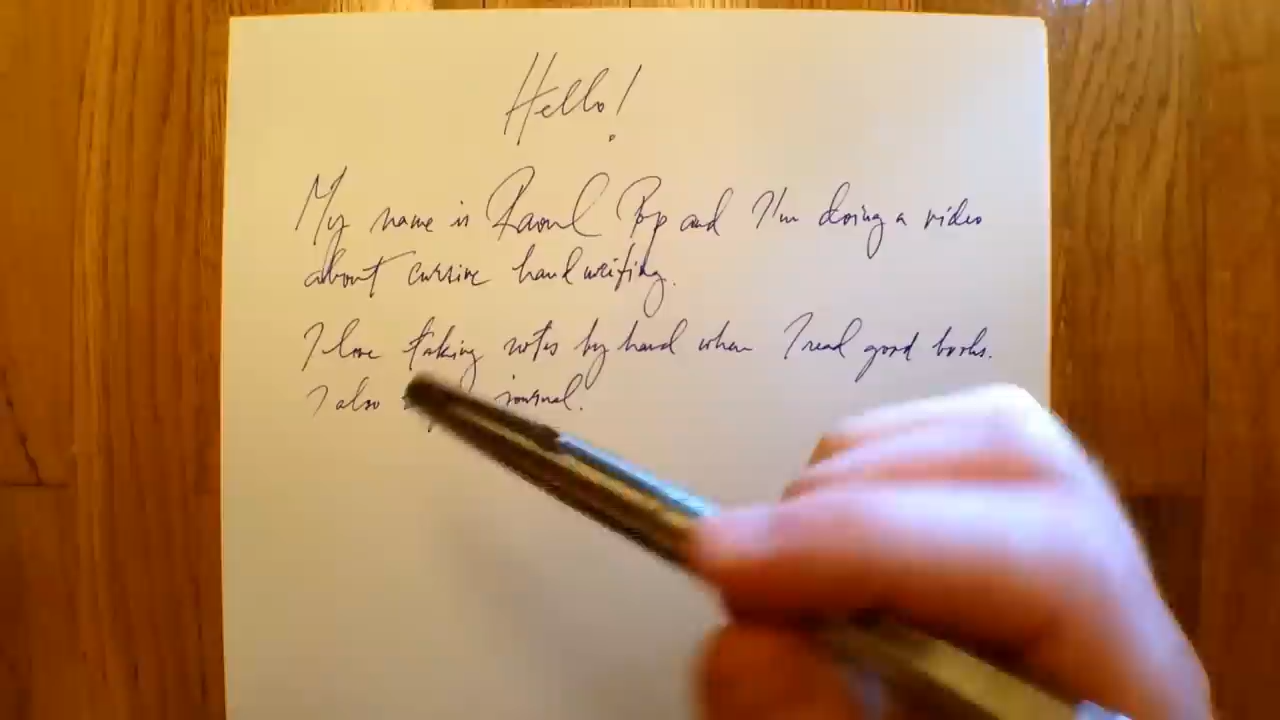 Hello!
My name is Raoul Pop and I'm doing a video
about cursive handwriting.
I love taking notes by hand when I read good books.
I also journal.